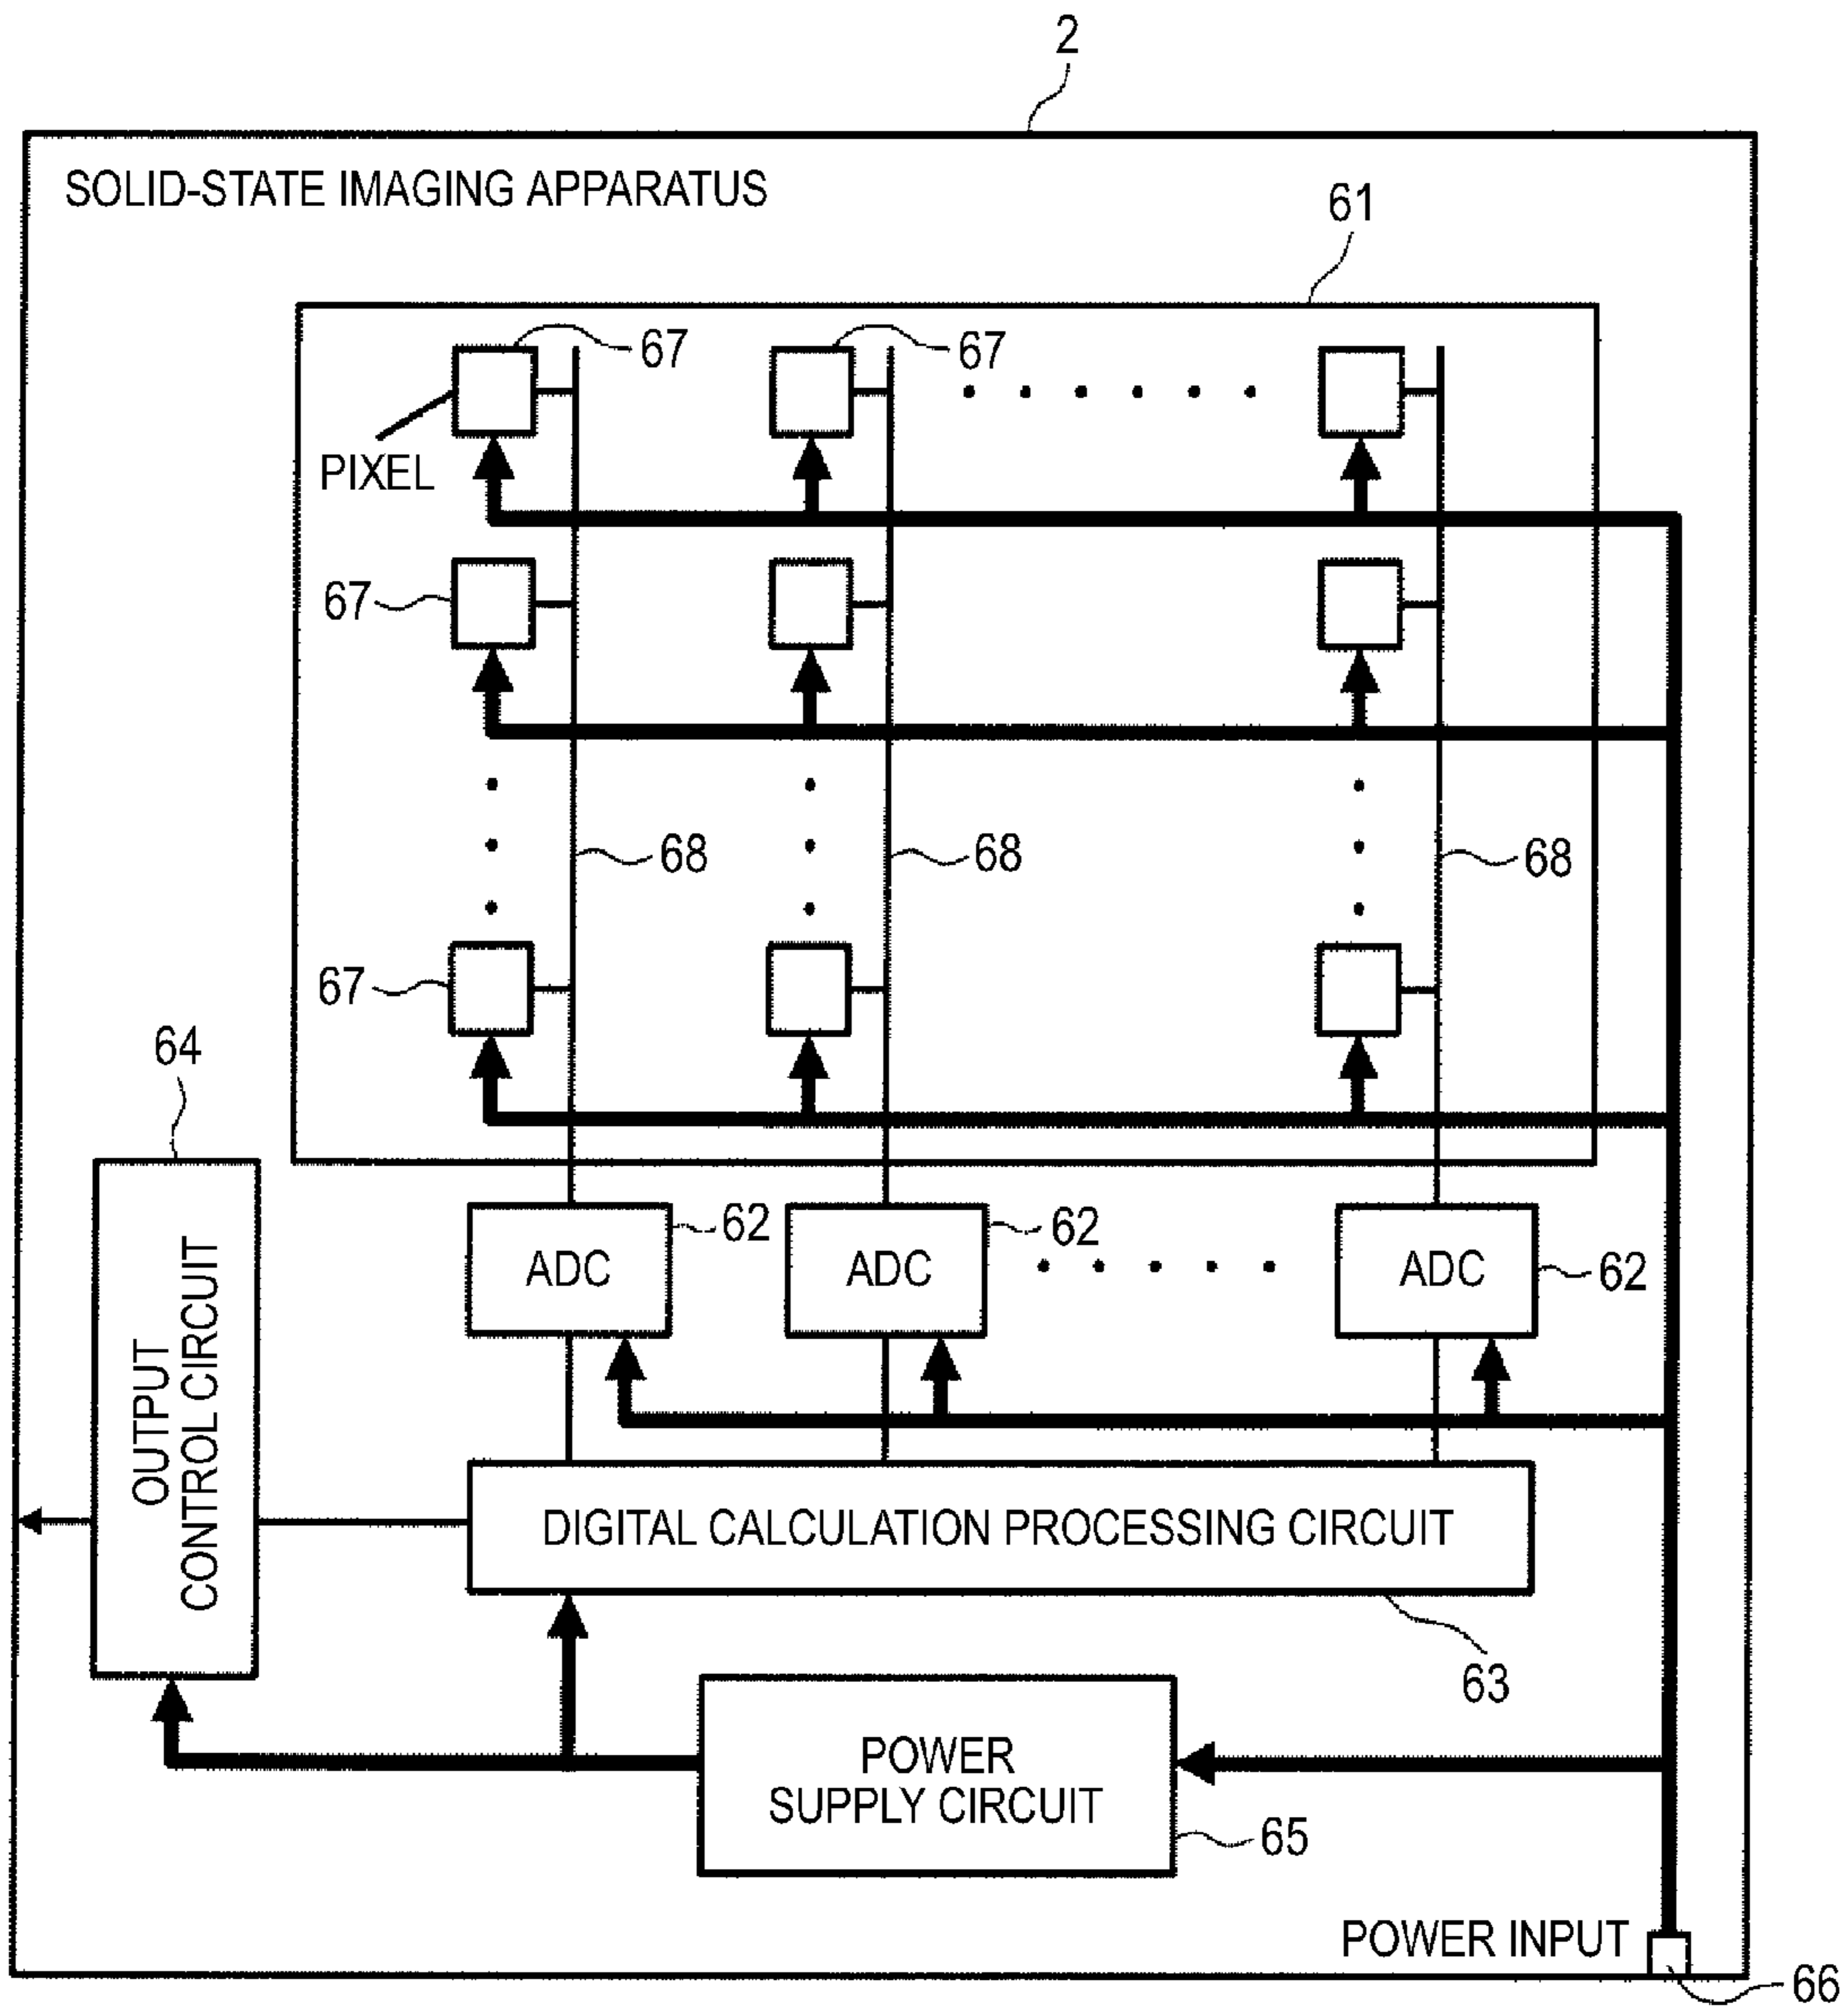 2
SOLID-STATE IMAGING APPARATUS
61
67
67
PIXEL
67
68
68
68
67
64
62
62
62
ADC
ADC
ADC
OUTPUT
CONTROL CIRCUIT
DIGITAL CALCULATION PROCESSING CIRCUIT
63
POWER
SUPPLY CIRCUIT
65
POWER INPUT
66